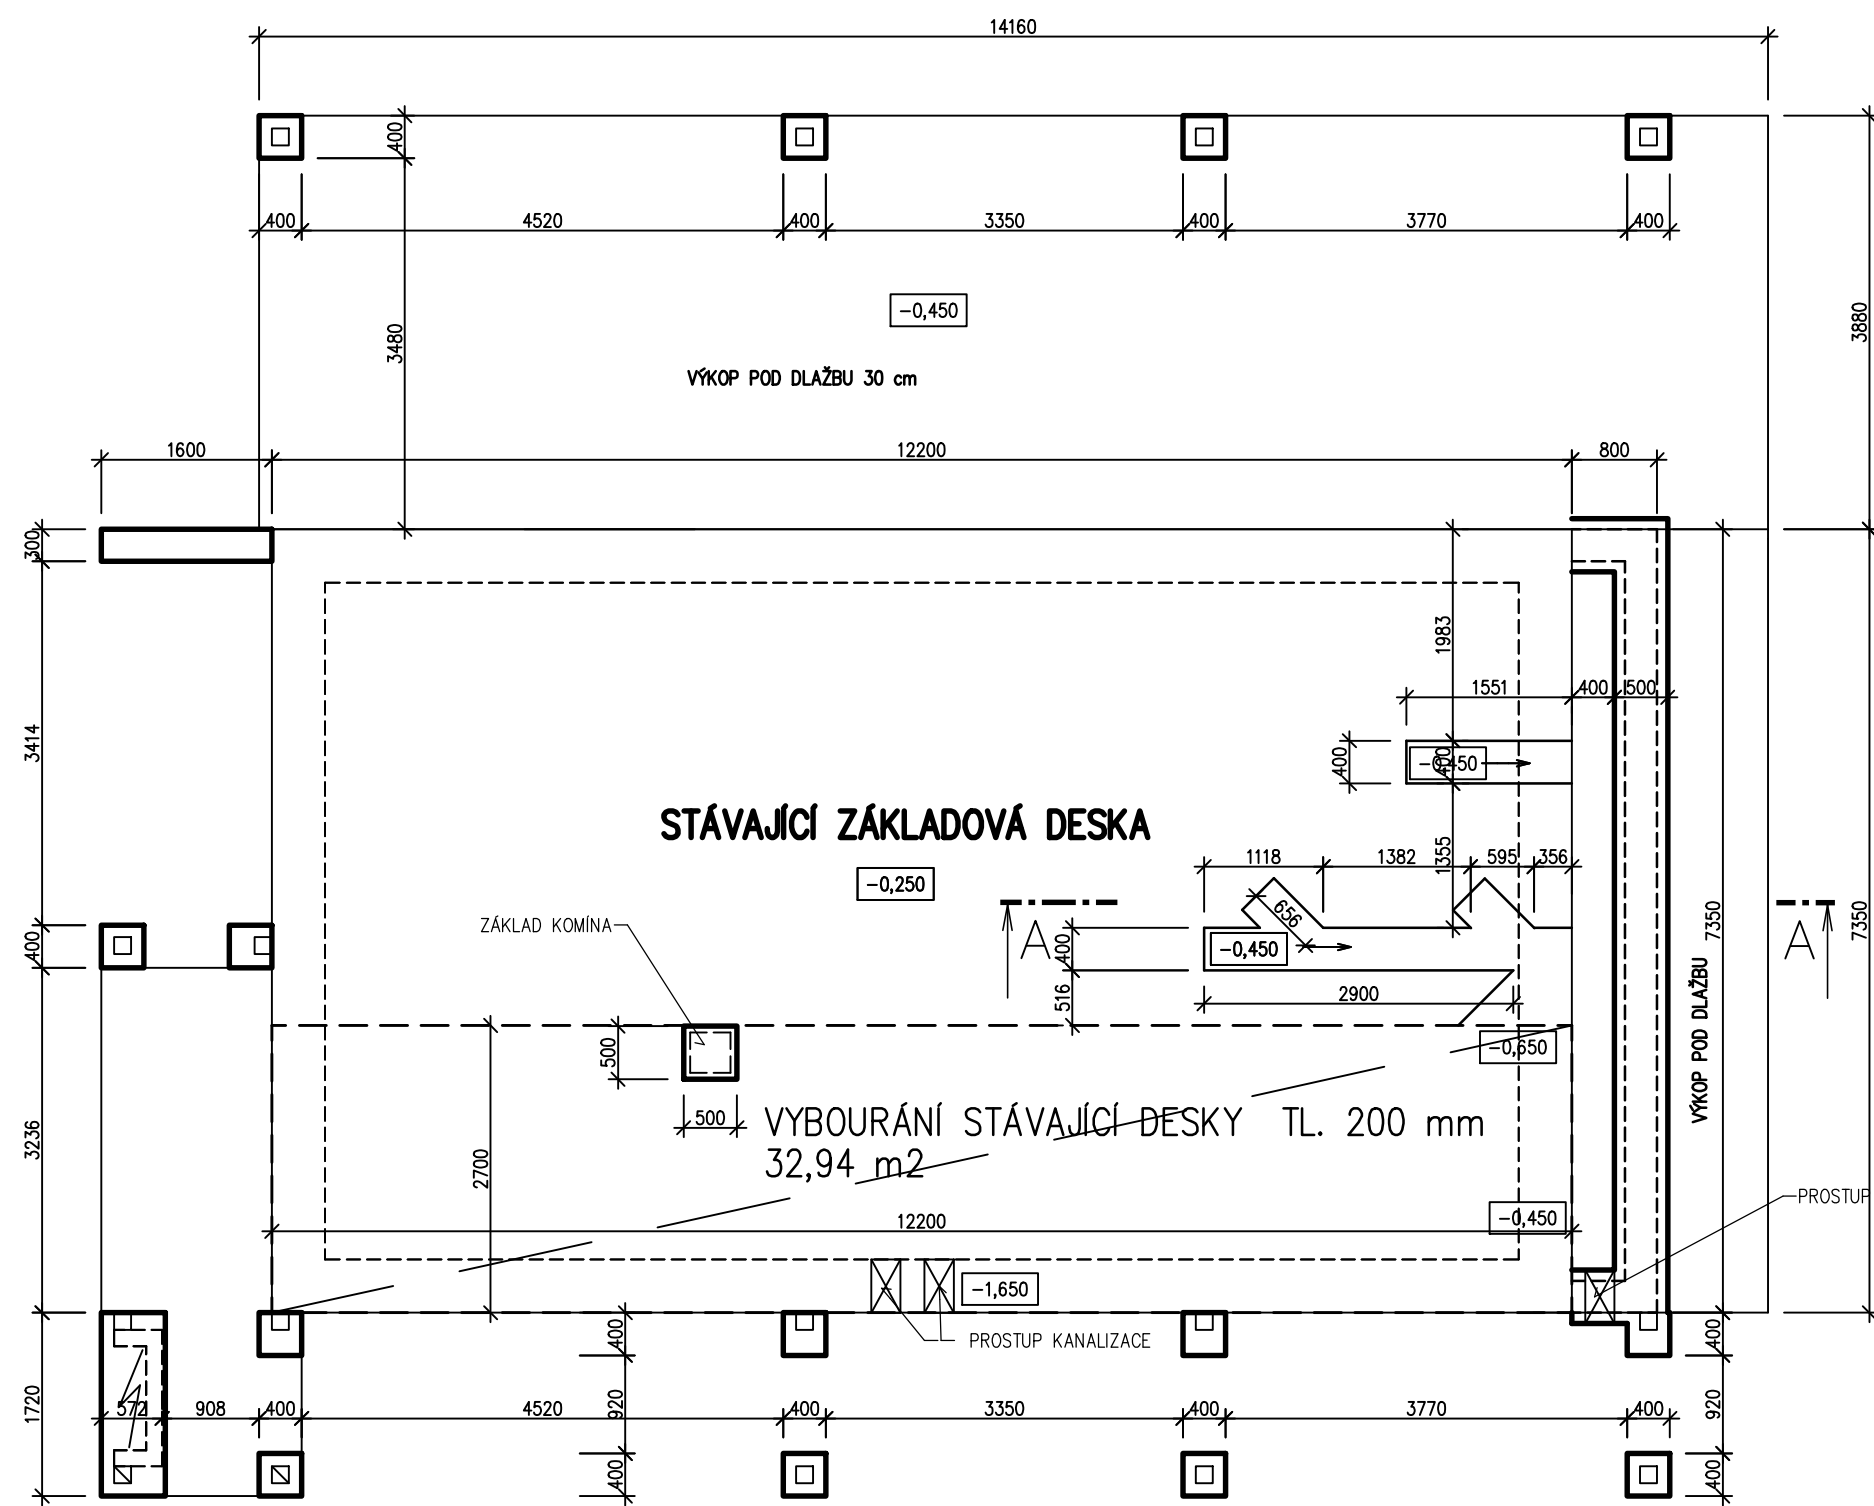 14160
400
400 4520 400 3350 400 3770 400
-0,450
3480
3880
VÝKOP POD DLAŽBU 30 cm
1600 12200 800
300
1983
1551 400 500
3414
400
-0,450
400
STÁVAJÍCÍ ZÁKLADOVÁ DESKA
1118 1382 595 356
1355
-0,250
656
ZÁKLAD KOMÍNA
A
A
7350
7350
400
400
-0,450
516
2900
VÝKOP POD DLAŽBU
-0,650
500
500
VYBOURÁNÍ STÁVAJÍCÍ DESKY TL. 200 mm
32,94 m2
3236
2700
12200
-0,450
PROSTUP
-1,650
PROSTUP KANALIZACE
400
400
1720
572 908 400 4520 400 3350 400 3770 400
920
920
400
400